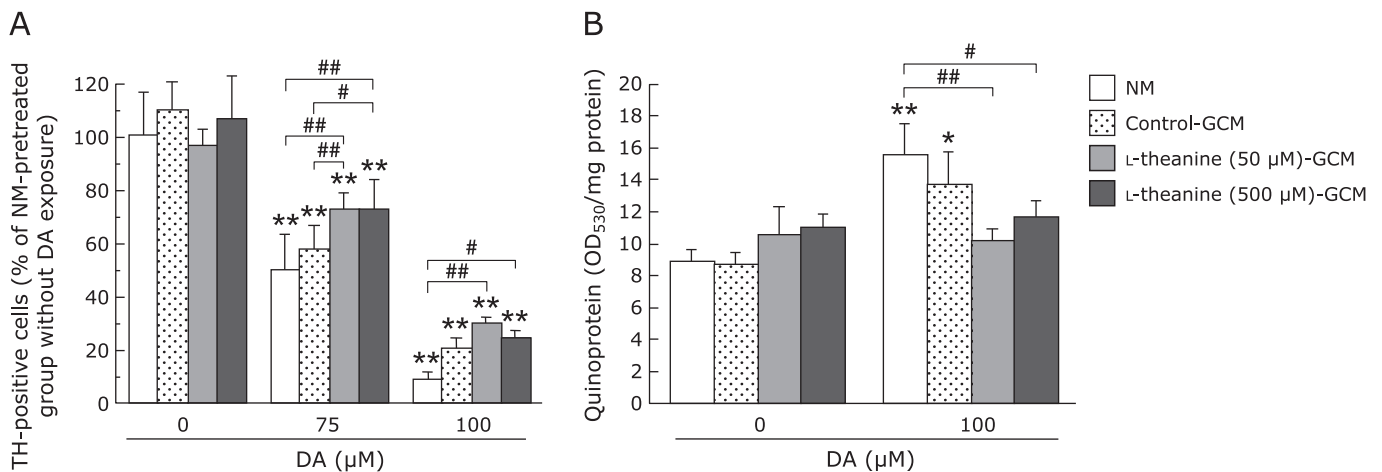 A
TH-positive cells (% of NM-pretreated
group without DA exposure)
120
100
80
60
40
20
0
##
#
##
##
** ** ** **
#
##
** ** ** **
0 75 100
DA (μM)
B
Quinoprotein (OD530/mg protein)
20
18
16
14
12
10
8
6
4
2
0
#
##
** *
0 100
DA (μM)
NM
Control-GCM
L-theanine (50 μM)-GCM
L-theanine (500 μM)-GCM